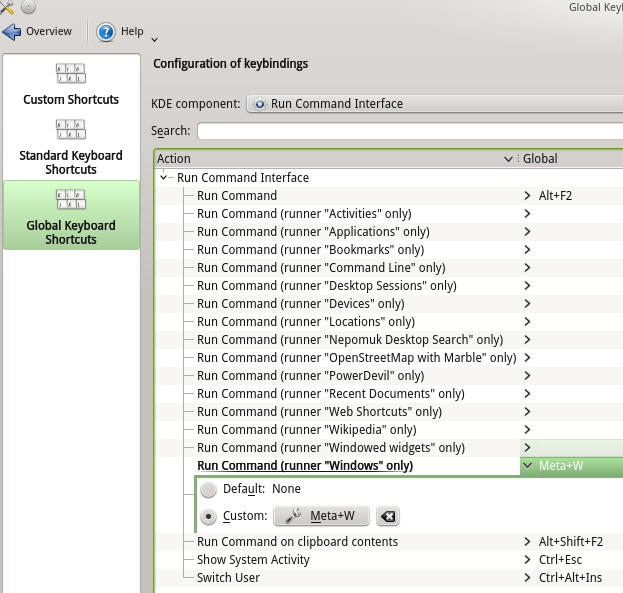 Global Keyl
Overview
Help
Configuration of keybindings
Custom Shortcuts
Standard Keyboard
Shortcuts
Global Keyboard
Shortcuts
KDE component: Run Command Interface
Search:
Action Global
Run Command Interface
Run Command Alt+F2
Run Command (runner "Activities" only)
Run Command (runner "Applications" only)
Run Command (runner "Bookmarks" only)
Run Command (runner "Command Line" only)
Run Command (runner "Desktop Sessions" only)
Run Command (runner "Devices" only)
Run Command (runner "Locations" only)
Run Command (runner "Nepomuk Desktop Search" only)
Run Command (runner "OpenStreetMap with Marble" only)
Run Command (runner "PowerDevil" only)
Run Command (runner "Recent Documents" only)
Run Command (runner "Web Shortcuts" only)
Run Command (runner "Wikipedia" only)
Run Command (runner "Windowed widgets" only)
Run Command (runner "Windows" only) Meta+W
Default: None
Custom: Meta+W
Run Command on clipboard contents Alt+Shift+F2
Show System Activity Ctrl+Esc
Switch User Ctrl+Alt+Ins